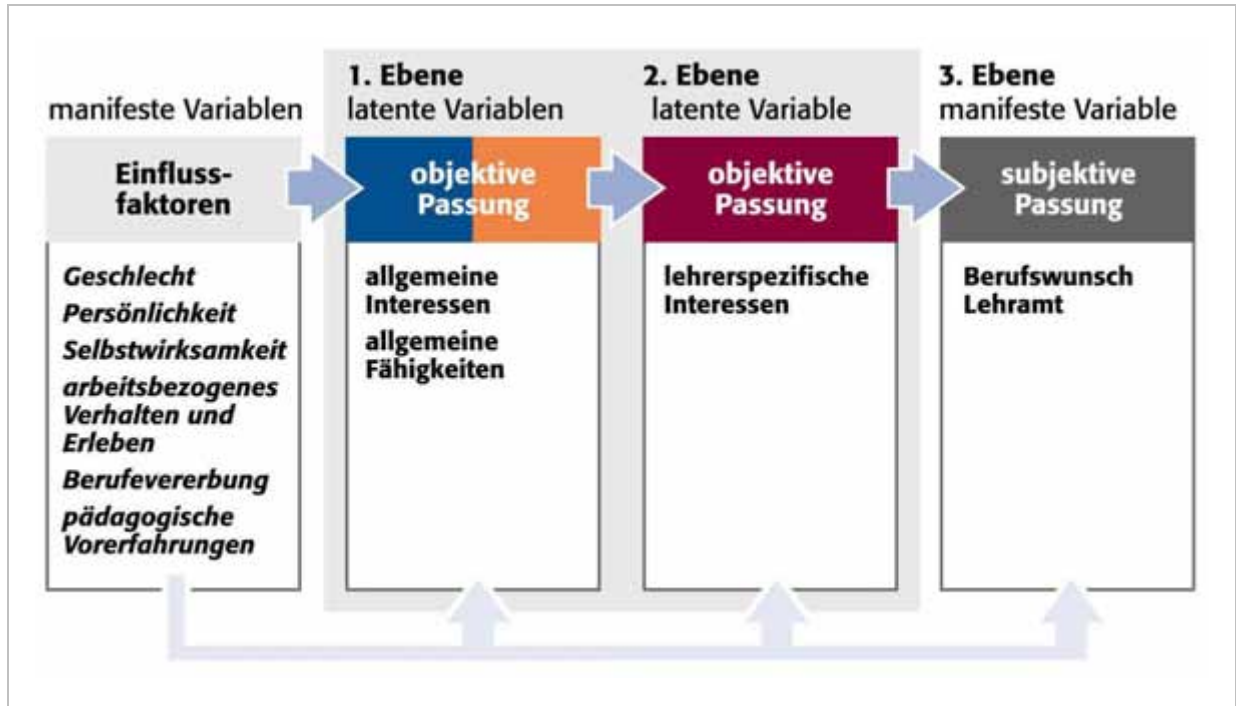 manifeste Variablen
Einfluss-
faktoren
Geschlecht
Persönlichkeit
Selbstwirksamkeit
arbeitsbezogenes
Verhalten und
Erleben
Berufevererbung
pädagogische
Vorerfahrungen
1. Ebene
latente Variablen
objektive
Passung
allgemeine
Interessen
allgemeine
Fähigkeiten
2. Ebene
latente Variable
objektive
Passung
lehrerspezifische
Interessen
3. Ebene
manifeste Variable
subjektive
Passung
Berufswunsch
Lehramt